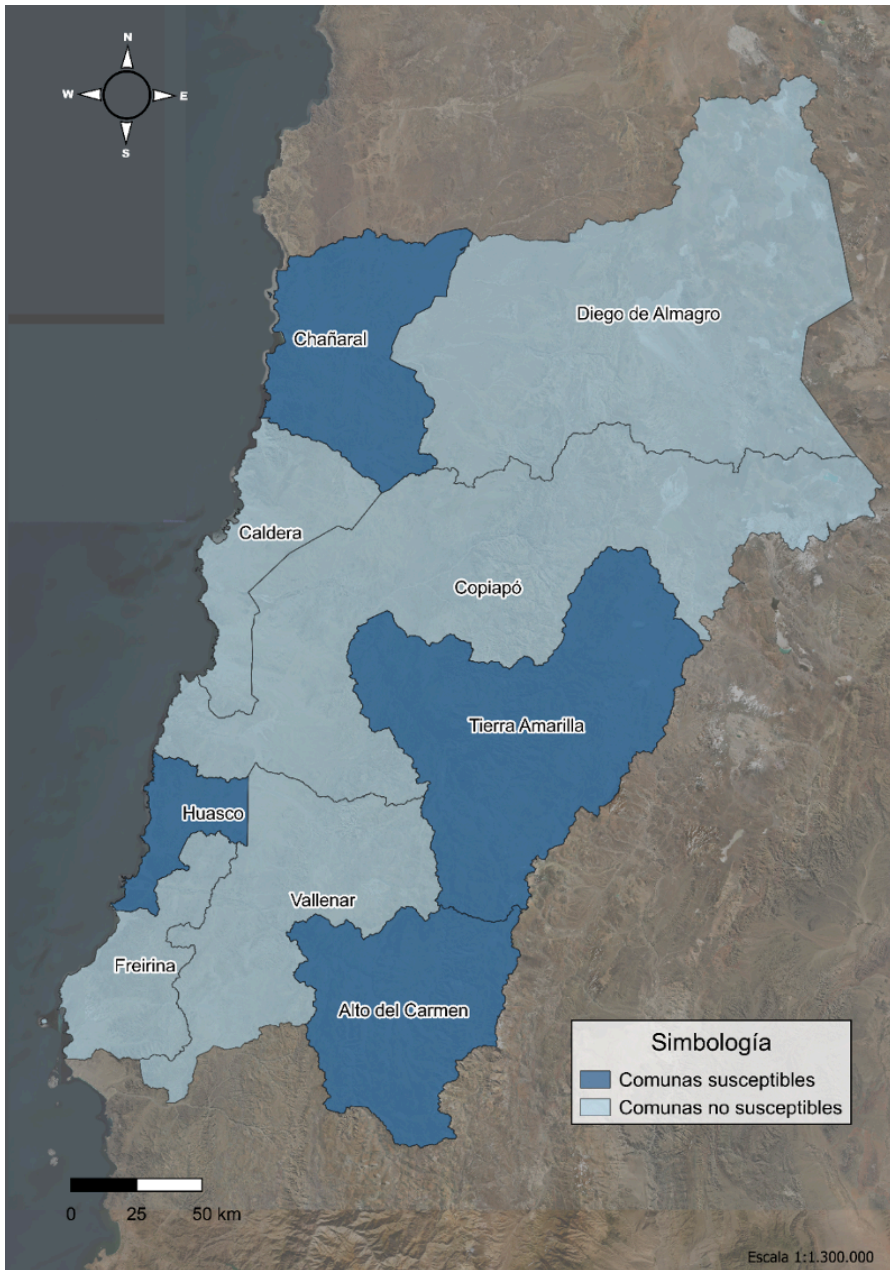 N
W E
S
Diego de Almagro
Chañaral
Caldera
Copiapó
Tierra Amarilla
Huasco
Vallenar
Freirina
Alto del Carmen
Simbología
Comunas susceptibles
Comunas no susceptibles
0 25 50 km
Escala 1:1.300.000